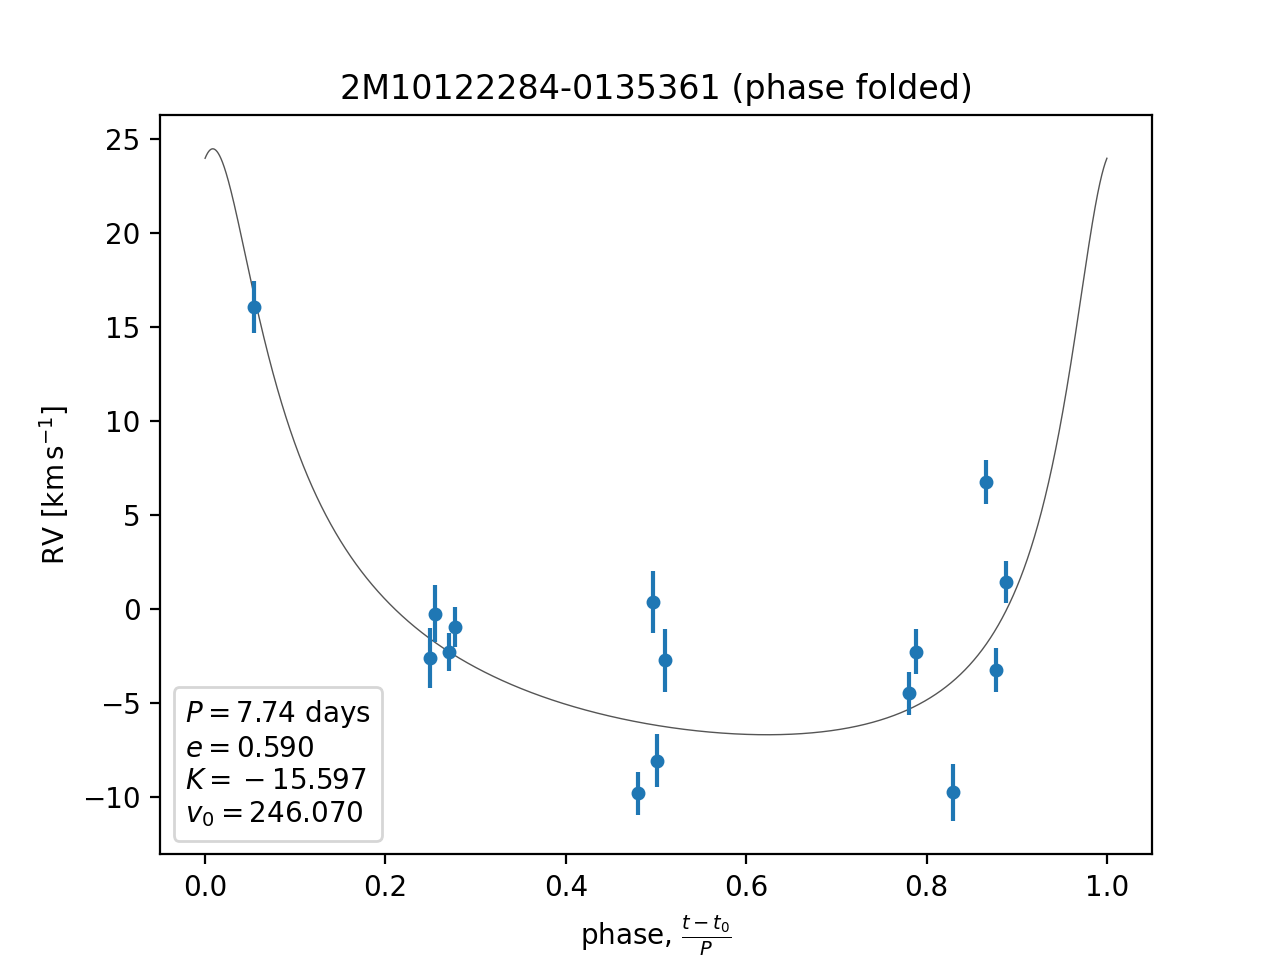 2M10122284-0135361 (phase folded)
RV [km s⁻¹]
25
20
15
10
5
0
−5
−10
P = 7.74 days
e = 0.590
K = −15.597
v₀ = 246.070
0.0 0.2 0.4 0.6 0.8 1.0
phase, (t − t₀)/P